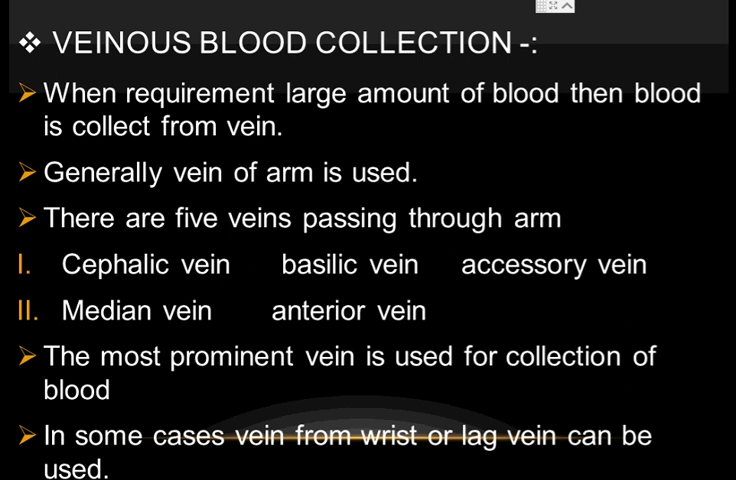 ❖ VEINOUS BLOOD COLLECTION -:
➢ When requirement large amount of blood then blood
is collect from vein.
➢ Generally vein of arm is used.
➢ There are five veins passing through arm
I. Cephalic vein basilic vein accessory vein
II. Median vein anterior vein
➢ The most prominent vein is used for collection of
blood
➢ In some cases vein from wrist or lag vein can be
used.